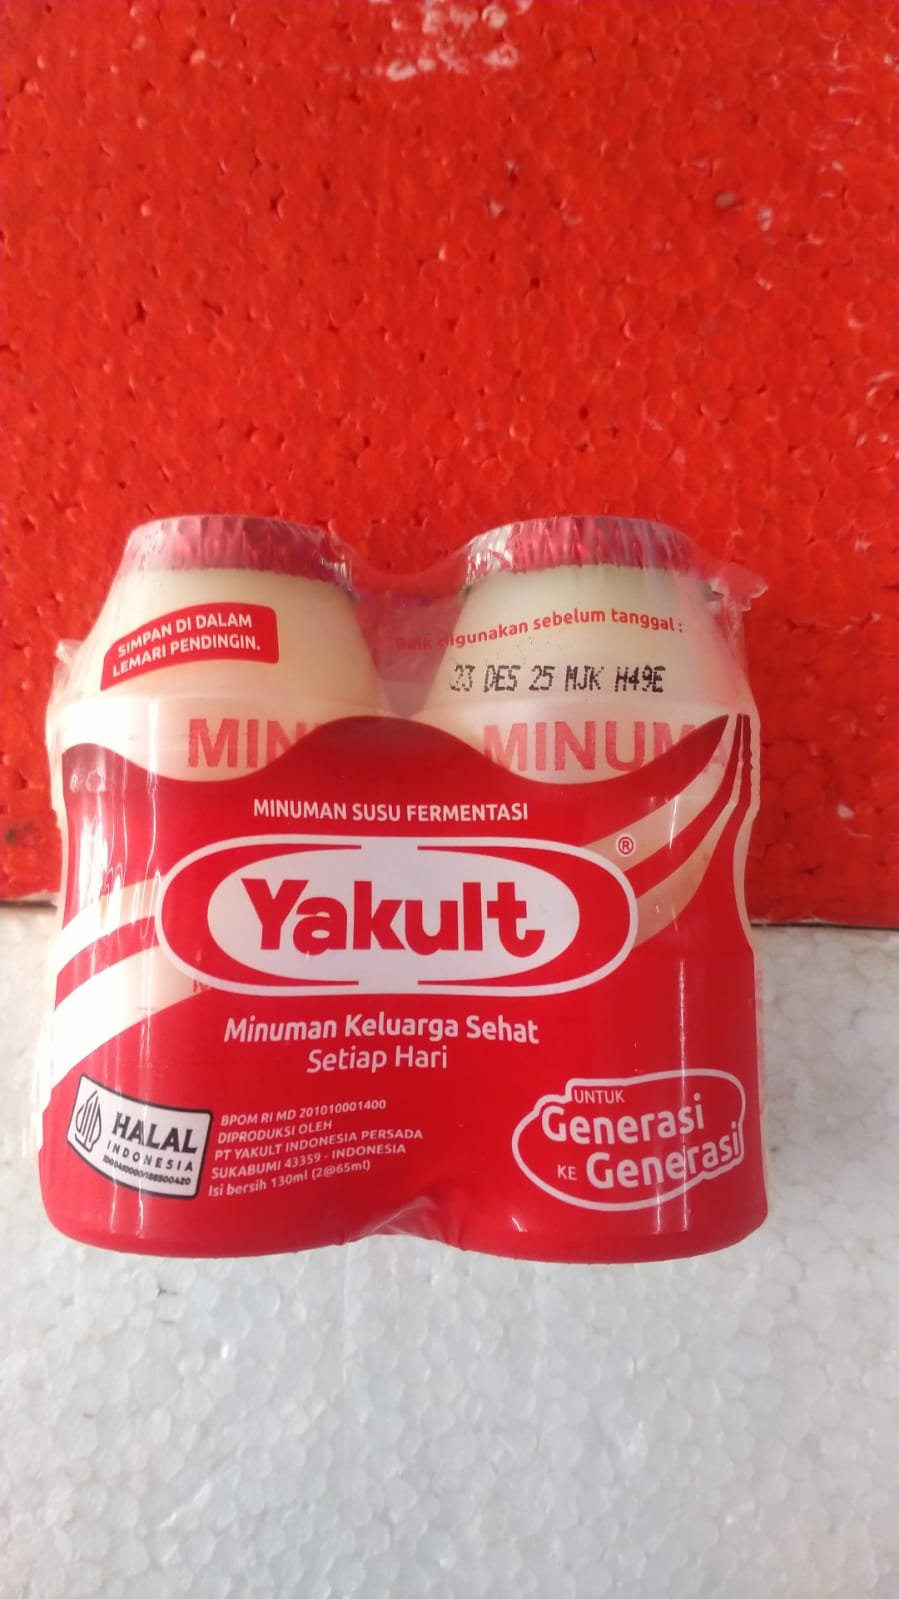 SIMPAN DI DALAM
LEMARI PENDINGIN.
Baik digunakan sebelum tanggal :
23 DES 25 MJK H49E
MINUM
MINUMAN SUSU FERMENTASI
Yakult ®
Minuman Keluarga Sehat
Setiap Hari
HALAL
INDONESIA
BPOM RI MD 201010001400
DIPRODUKSI OLEH
PT YAKULT INDONESIA PERSADA
SUKABUMI 43359 - INDONESIA
Isi bersih 130ml (2@65ml)
UNTUK
Generasi
KE Generasi